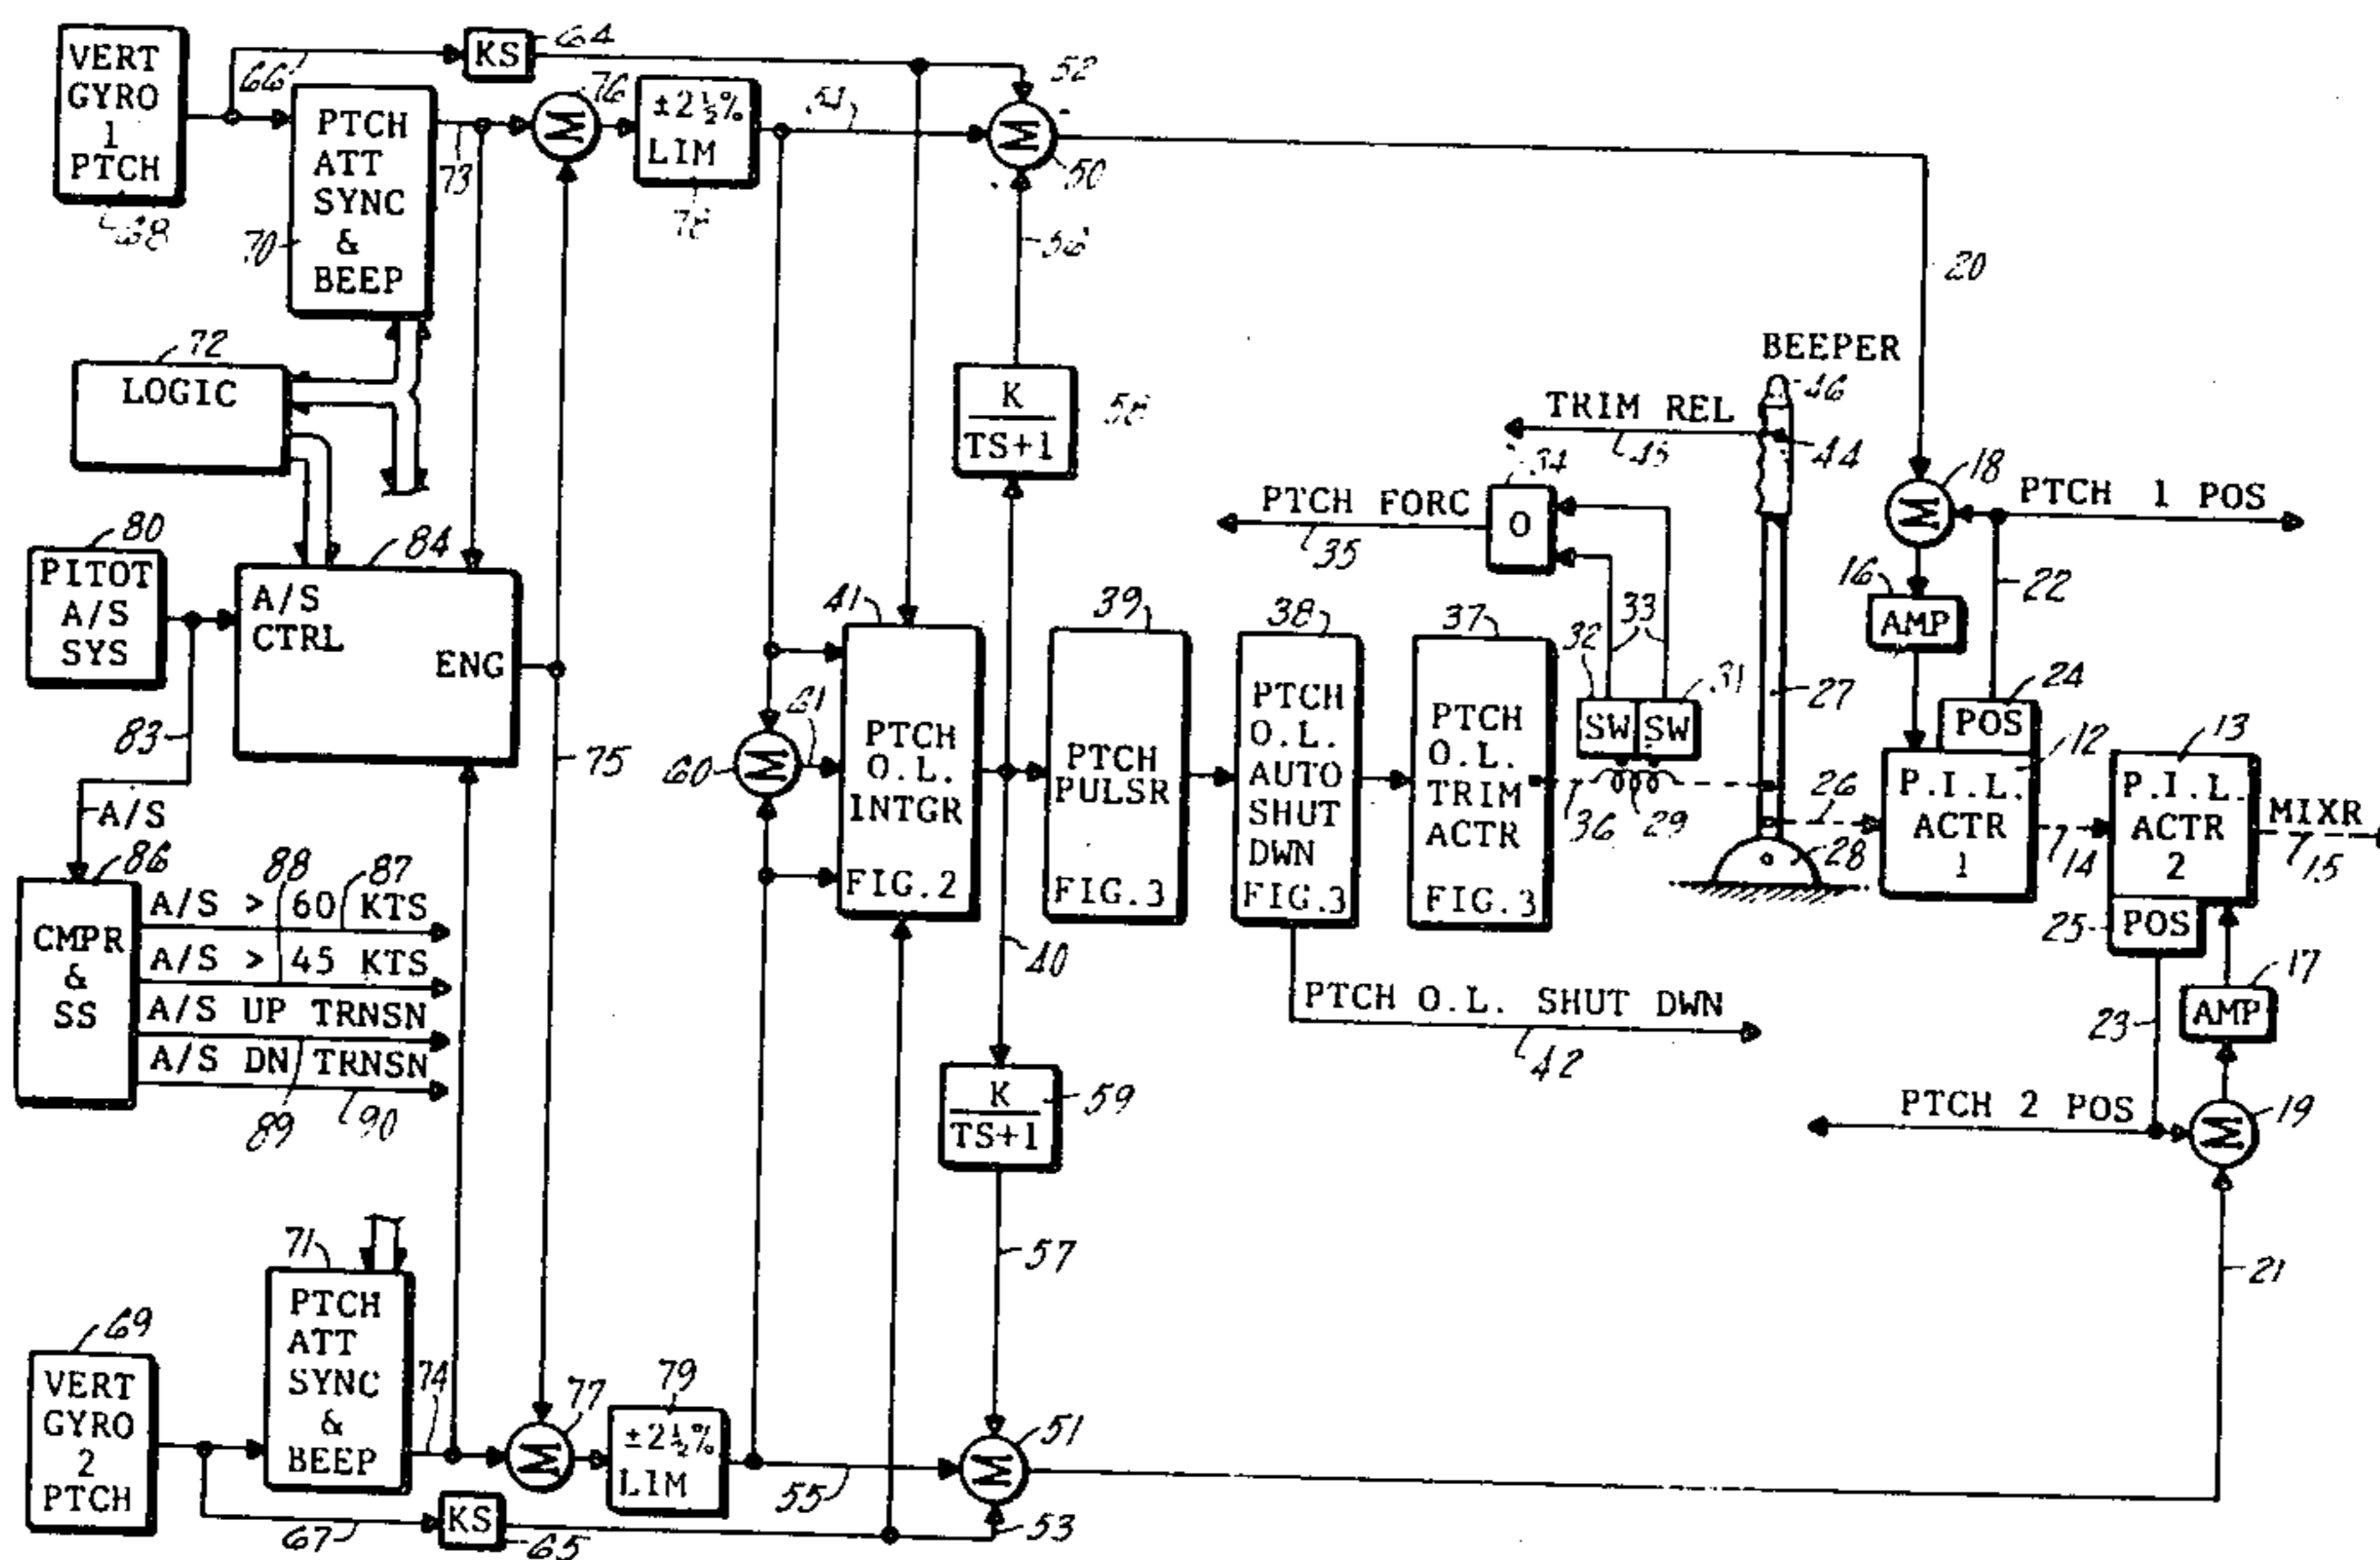 VERT
GYRO
1
PTCH
66
KS
64
PTCH
ATT
SYNC
&
BEEP
70
73
M
76
±2½%
LIM
54
52
M
50
20
72
LOGIC
K
TS+1
BEEPER
46
TRIM REL
44
34
PTCH FORC
O
35
33
32
SW
SW
31
18
M
PTCH 1 POS
16
AMP
22
24
POS
80
PITOT
A/S
SYS
83
84
A/S
CTRL
ENG
75
A/S
86
CMPR
&
SS
88
87
A/S > 60 KTS
A/S > 45 KTS
A/S UP TRNSN
A/S DN TRNSN
89
90
60
M
61
41
PTCH
O.L.
INTGR
FIG.2
39
PTCH
PULSR
FIG.3
38
PTCH
O.L.
AUTO
SHUT
DWN
FIG.3
37
PTCH
O.L.
TRIM
ACTR
FIG.3
36
29
27
26
28
12
P.I.L.
ACTR
1
14
13
P.I.L.
ACTR
2
MIXR
15
25
POS
17
AMP
23
40
PTCH O.L. SHUT DWN
42
PTCH 2 POS
M
19
K
TS+1
59
57
21
71
PTCH
ATT
SYNC
&
BEEP
74
69
VERT
GYRO
2
PTCH
67
KS
65
M
77
79
±2½%
LIM
55
M
51
53